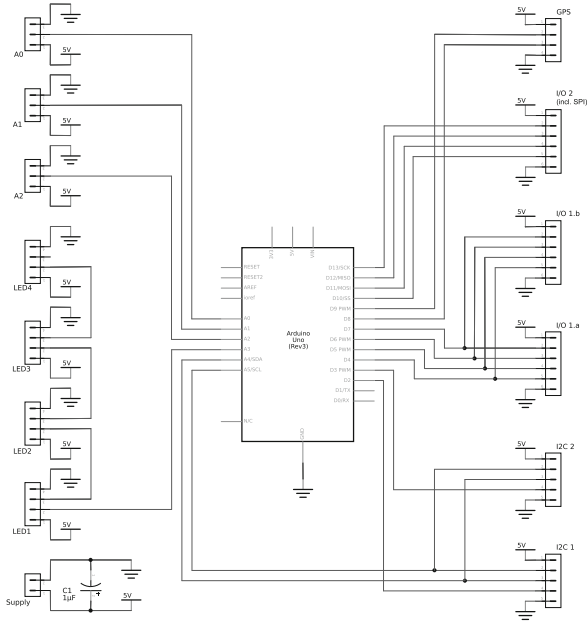 5V
GPS
A0
5V
5V
I/O 2
(incl. SPI)
A1
5V
A2
5V
5V
I/O 1.b
LED4
5V
3V3
5V
VIN
RESET
RESET2
AREF
ioref
A0
A1
A2
A3
A4/SDA
A5/SCL
N/C
Arduino
Uno
(Rev3)
GND
D13/SCK
D12/MISO
D11/MOSI
D10/SS
D9 PWM
D8
D7
D6 PWM
D5 PWM
D4
D3 PWM
D2
D1/TX
D0/RX
5V
I/O 1.a
LED3
5V
LED2
5V
5V
I2C 2
LED1
5V
5V
I2C 1
Supply
C1
1µF
+
5V